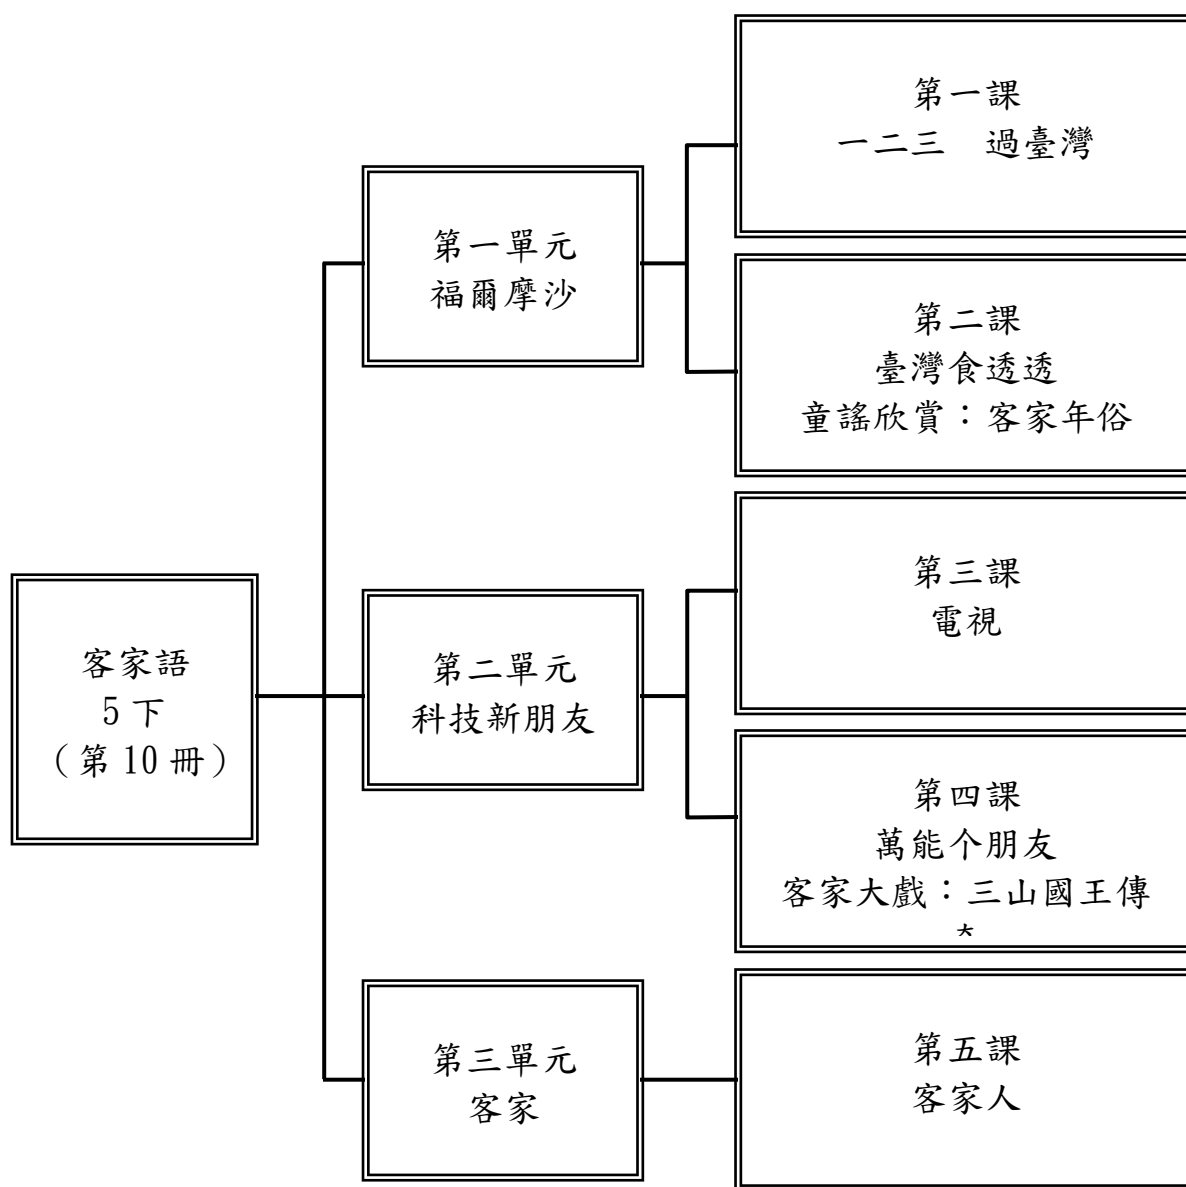 第一課
一二三　過臺灣
第一單元
福爾摩沙
第二課
臺灣食透透
童謠欣賞：客家年俗
客家語
5下
（第10冊）
第二單元
科技新朋友
第三課
電視
第四課
萬能个朋友
客家大戲：三山國王傳
第三單元
客家
第五課
客家人